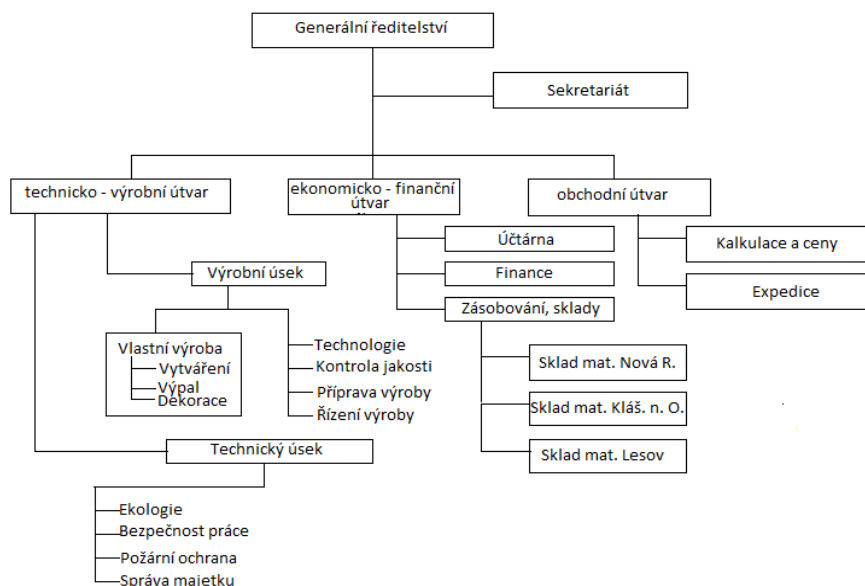 Generální ředitelství
Sekretariát
technicko - výrobní útvar
ekonomicko - finanční
útvar
obchodní útvar
Účtárna
Kalkulace a ceny
Výrobní úsek
Finance
Expedice
Zásobování, sklady
Vlastní výroba
Vytváření
Výpal
Dekorace
Technologie
Kontrola jakosti
Příprava výroby
Řízení výroby
Sklad mat. Nová R.
Sklad mat. Kláš. n. O.
Sklad mat. Lesov
Technický úsek
Ekologie
Bezpečnost práce
Požární ochrana
Správa majetku